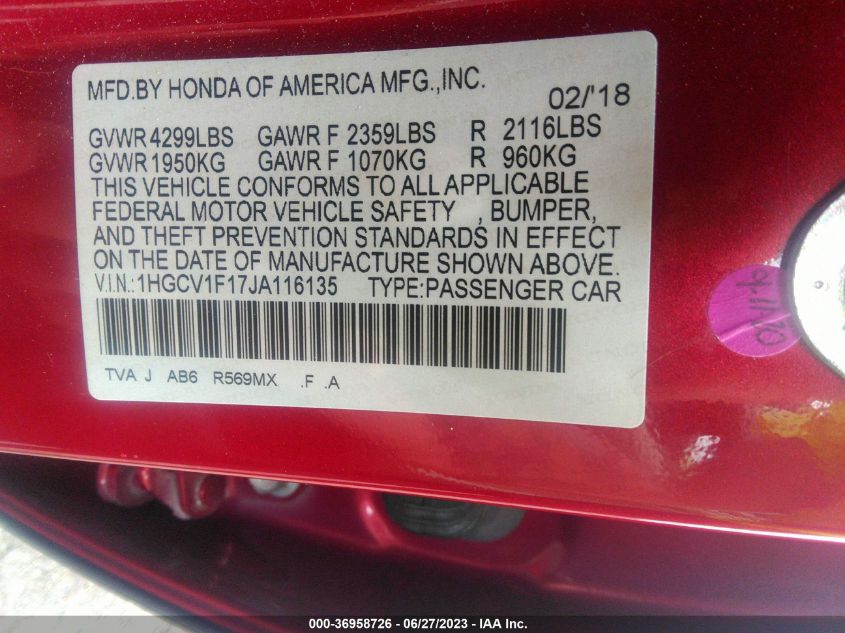 MFD.BY HONDA OF AMERICA MFG.,INC.
02/'18
GVWR 4299LBS GAWR F 2359LBS R 2116LBS
GVWR 1950KG GAWR F 1070KG R 960KG
THIS VEHICLE CONFORMS TO ALL APPLICABLE
FEDERAL MOTOR VEHICLE SAFETY , BUMPER,
AND THEFT PREVENTION STANDARDS IN EFFECT
ON THE DATE OF MANUFACTURE SHOWN ABOVE.
V.I.N.:1HGCV1F17JA116135 TYPE:PASSENGER CAR
TVA J AB6 R569MX .F .A
000-36958726 - 06/27/2023 - IAA Inc.